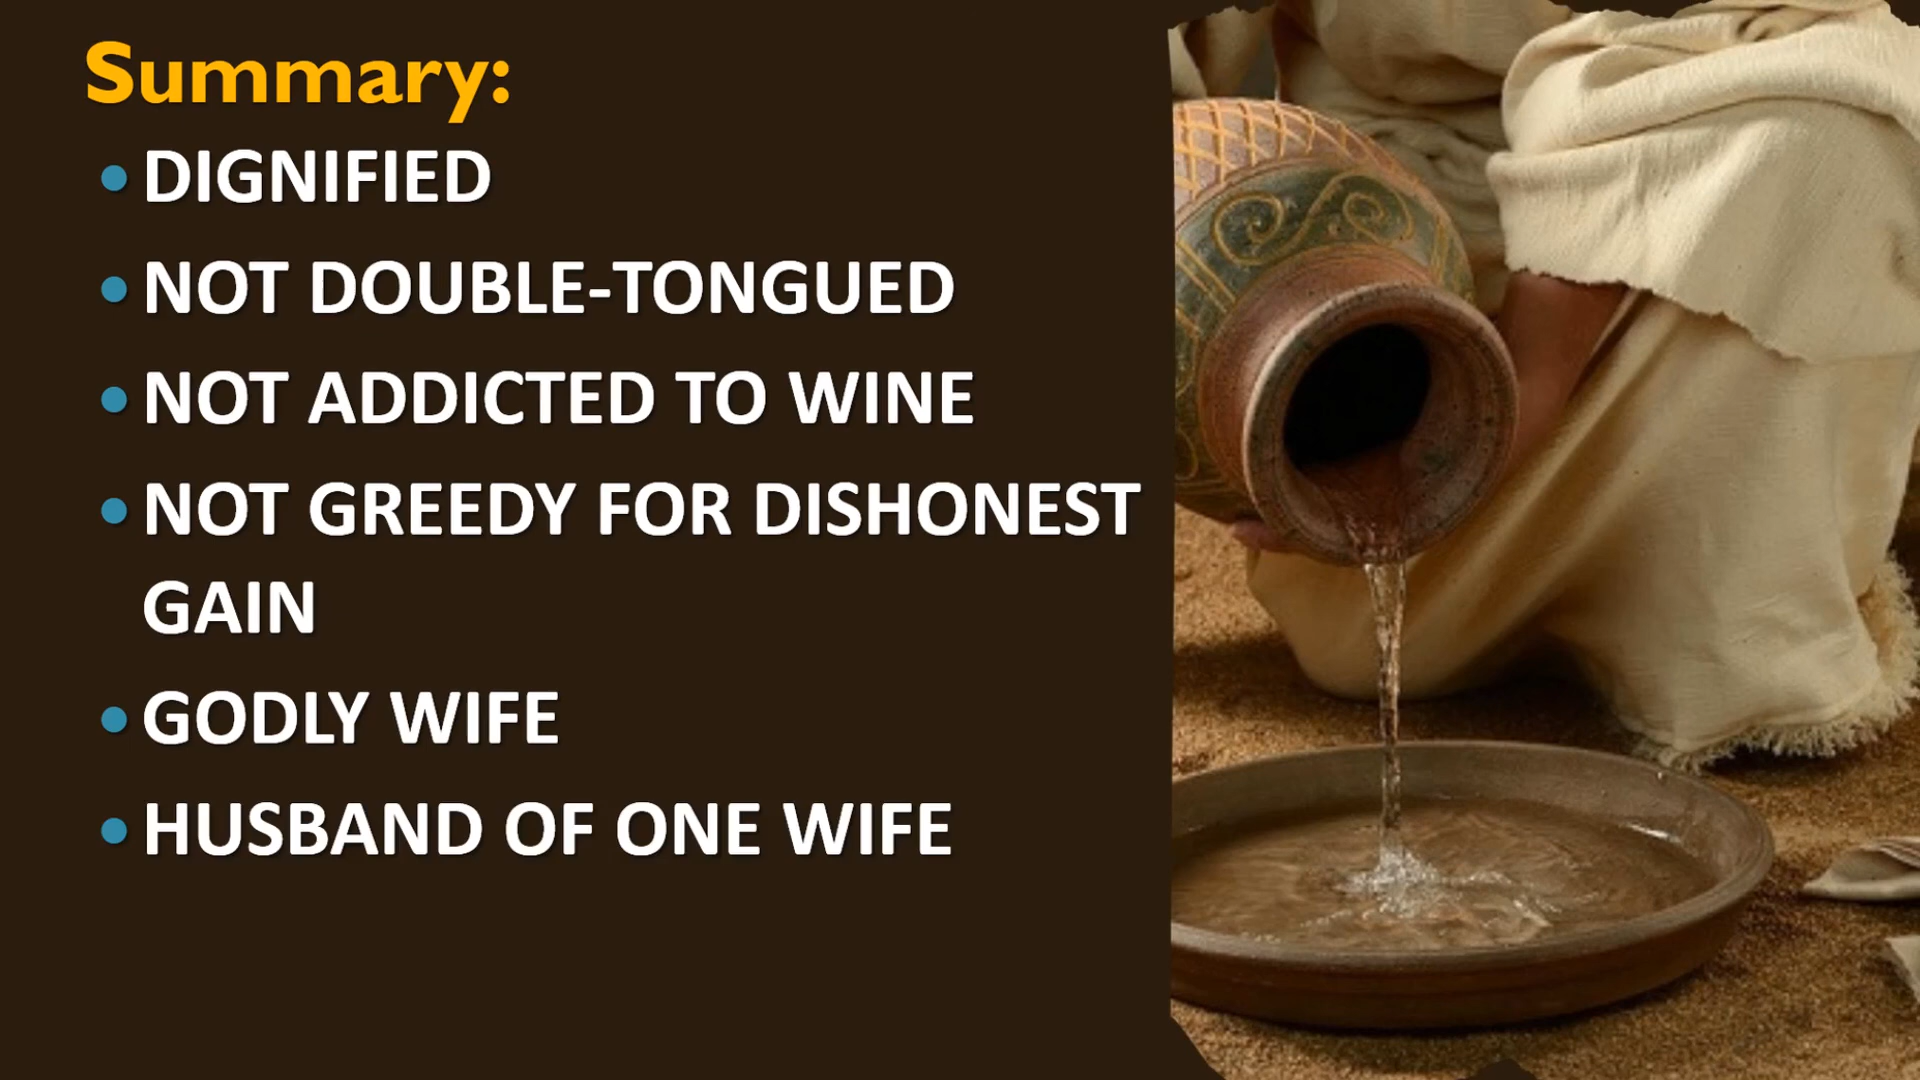 Summary:
• DIGNIFIED
• NOT DOUBLE-TONGUED
• NOT ADDICTED TO WINE
• NOT GREEDY FOR DISHONEST
GAIN
• GODLY WIFE
• HUSBAND OF ONE WIFE